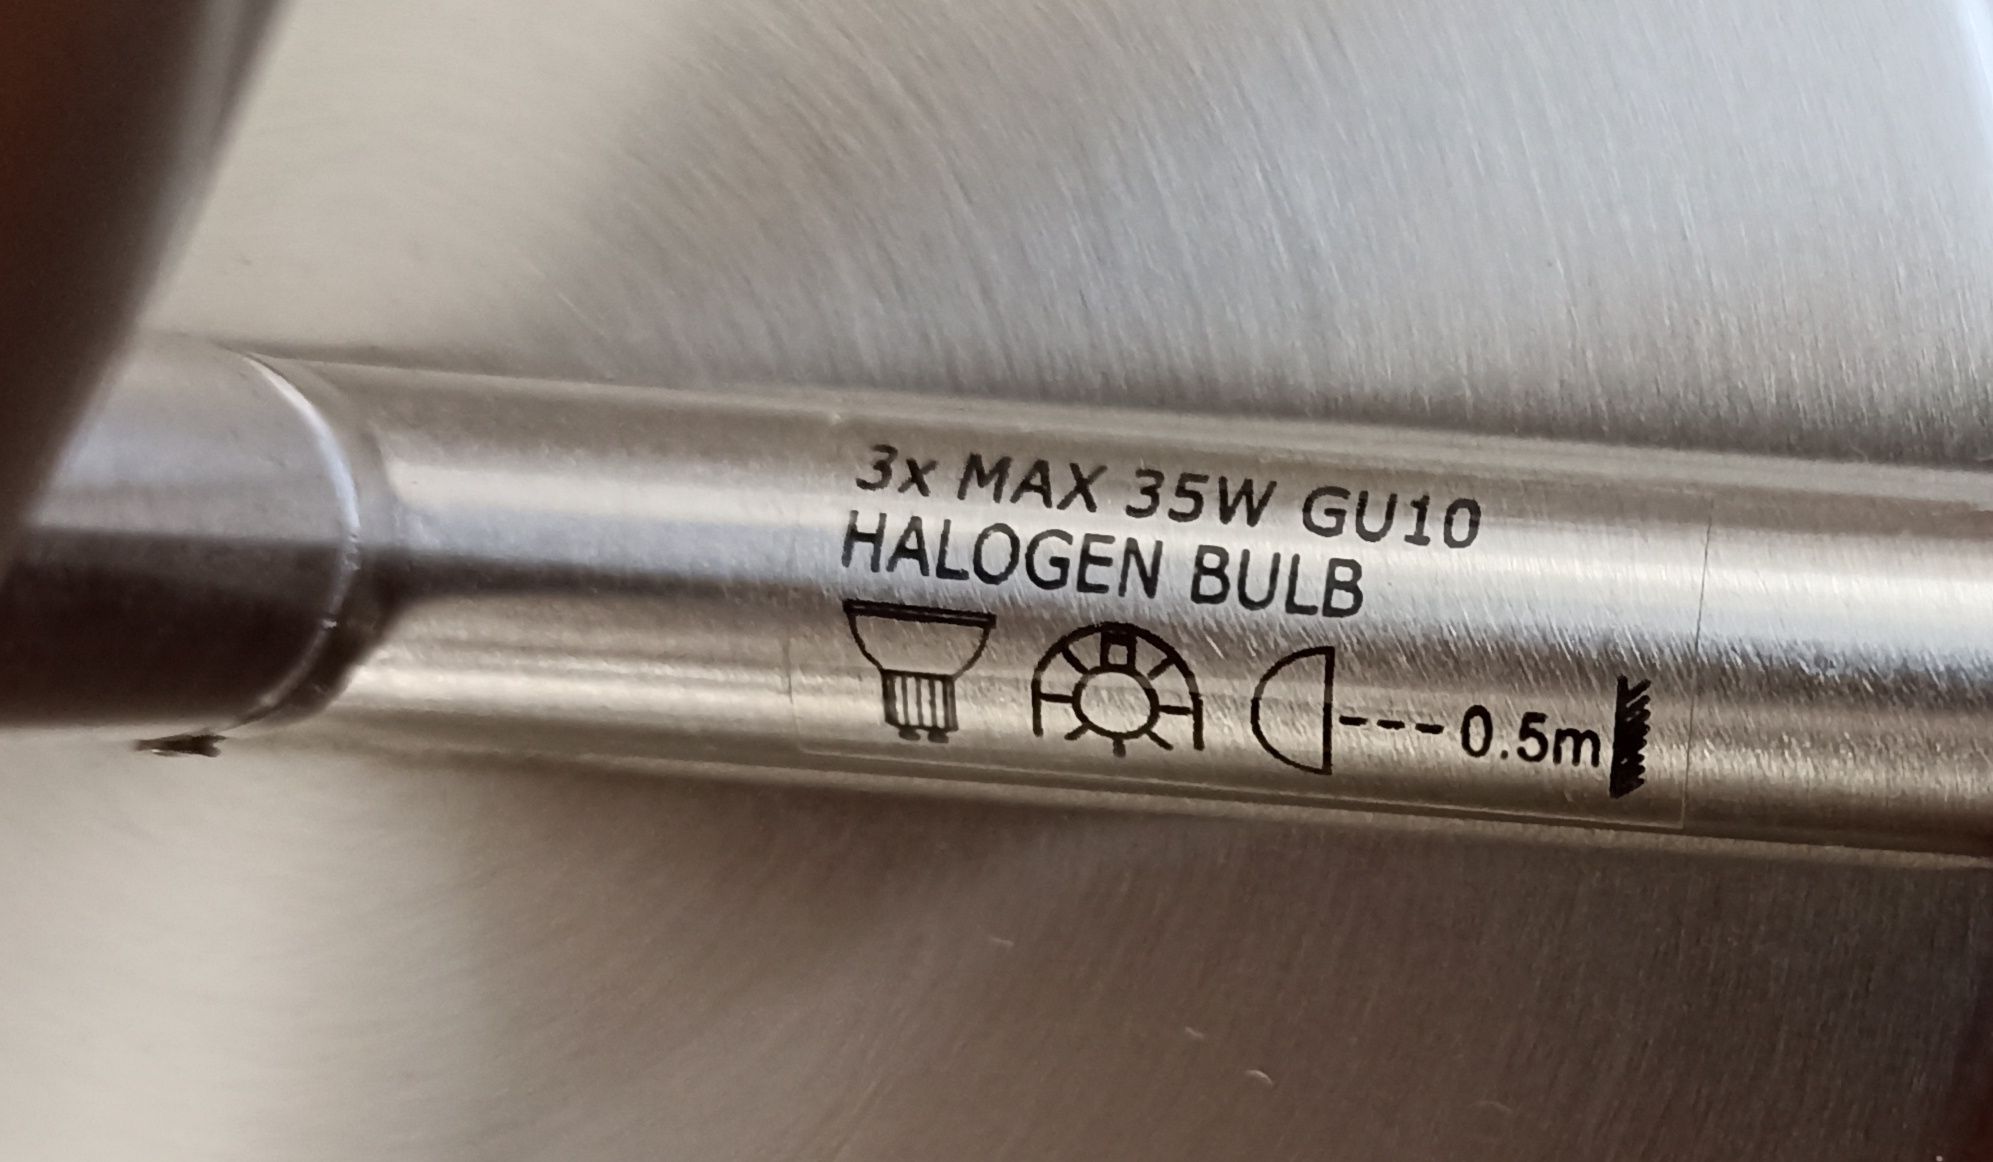 3x MAX 35W GU10
HALOGEN BULB
---0.5m